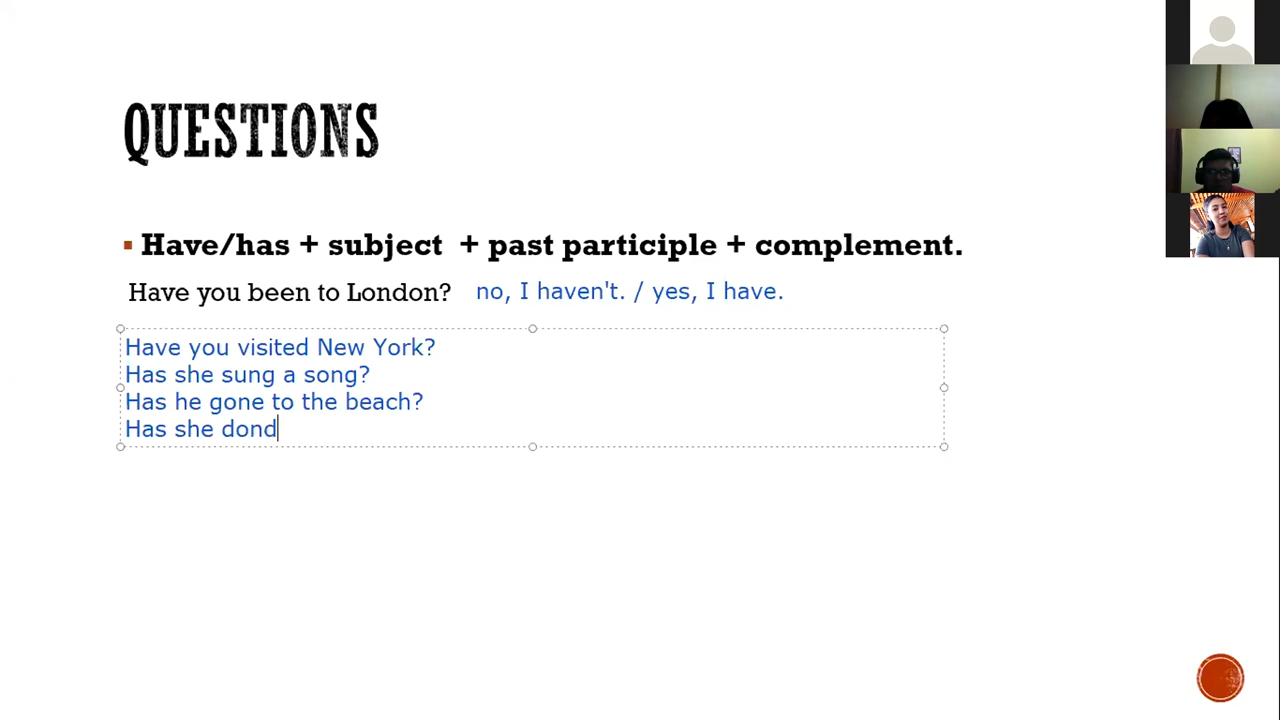 QUESTIONS
Have/has + subject + past participle + complement.
Have you been to London? no, I haven't. / yes, I have.
Have you visited New York?
Has she sung a song?
Has he gone to the beach?
Has she dond